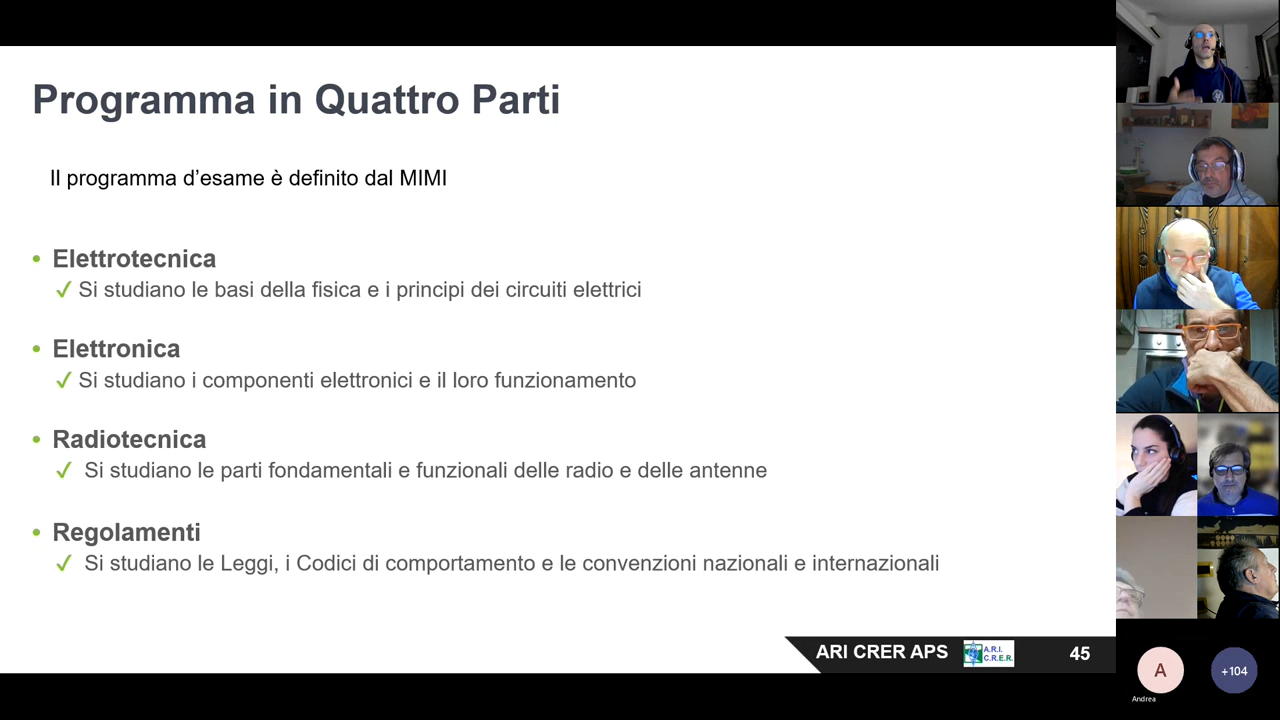 Programma in Quattro Parti
Il programma d’esame è definito dal MIMI
• Elettrotecnica
✓ Si studiano le basi della fisica e i principi dei circuiti elettrici
• Elettronica
✓ Si studiano i componenti elettronici e il loro funzionamento
• Radiotecnica
✓ Si studiano le parti fondamentali e funzionali delle radio e delle antenne
• Regolamenti
✓ Si studiano le Leggi, i Codici di comportamento e le convenzioni nazionali e internazionali
ARI CRER APS
A.R.I.
C.R.E.R.
45
A
Andrea
+104